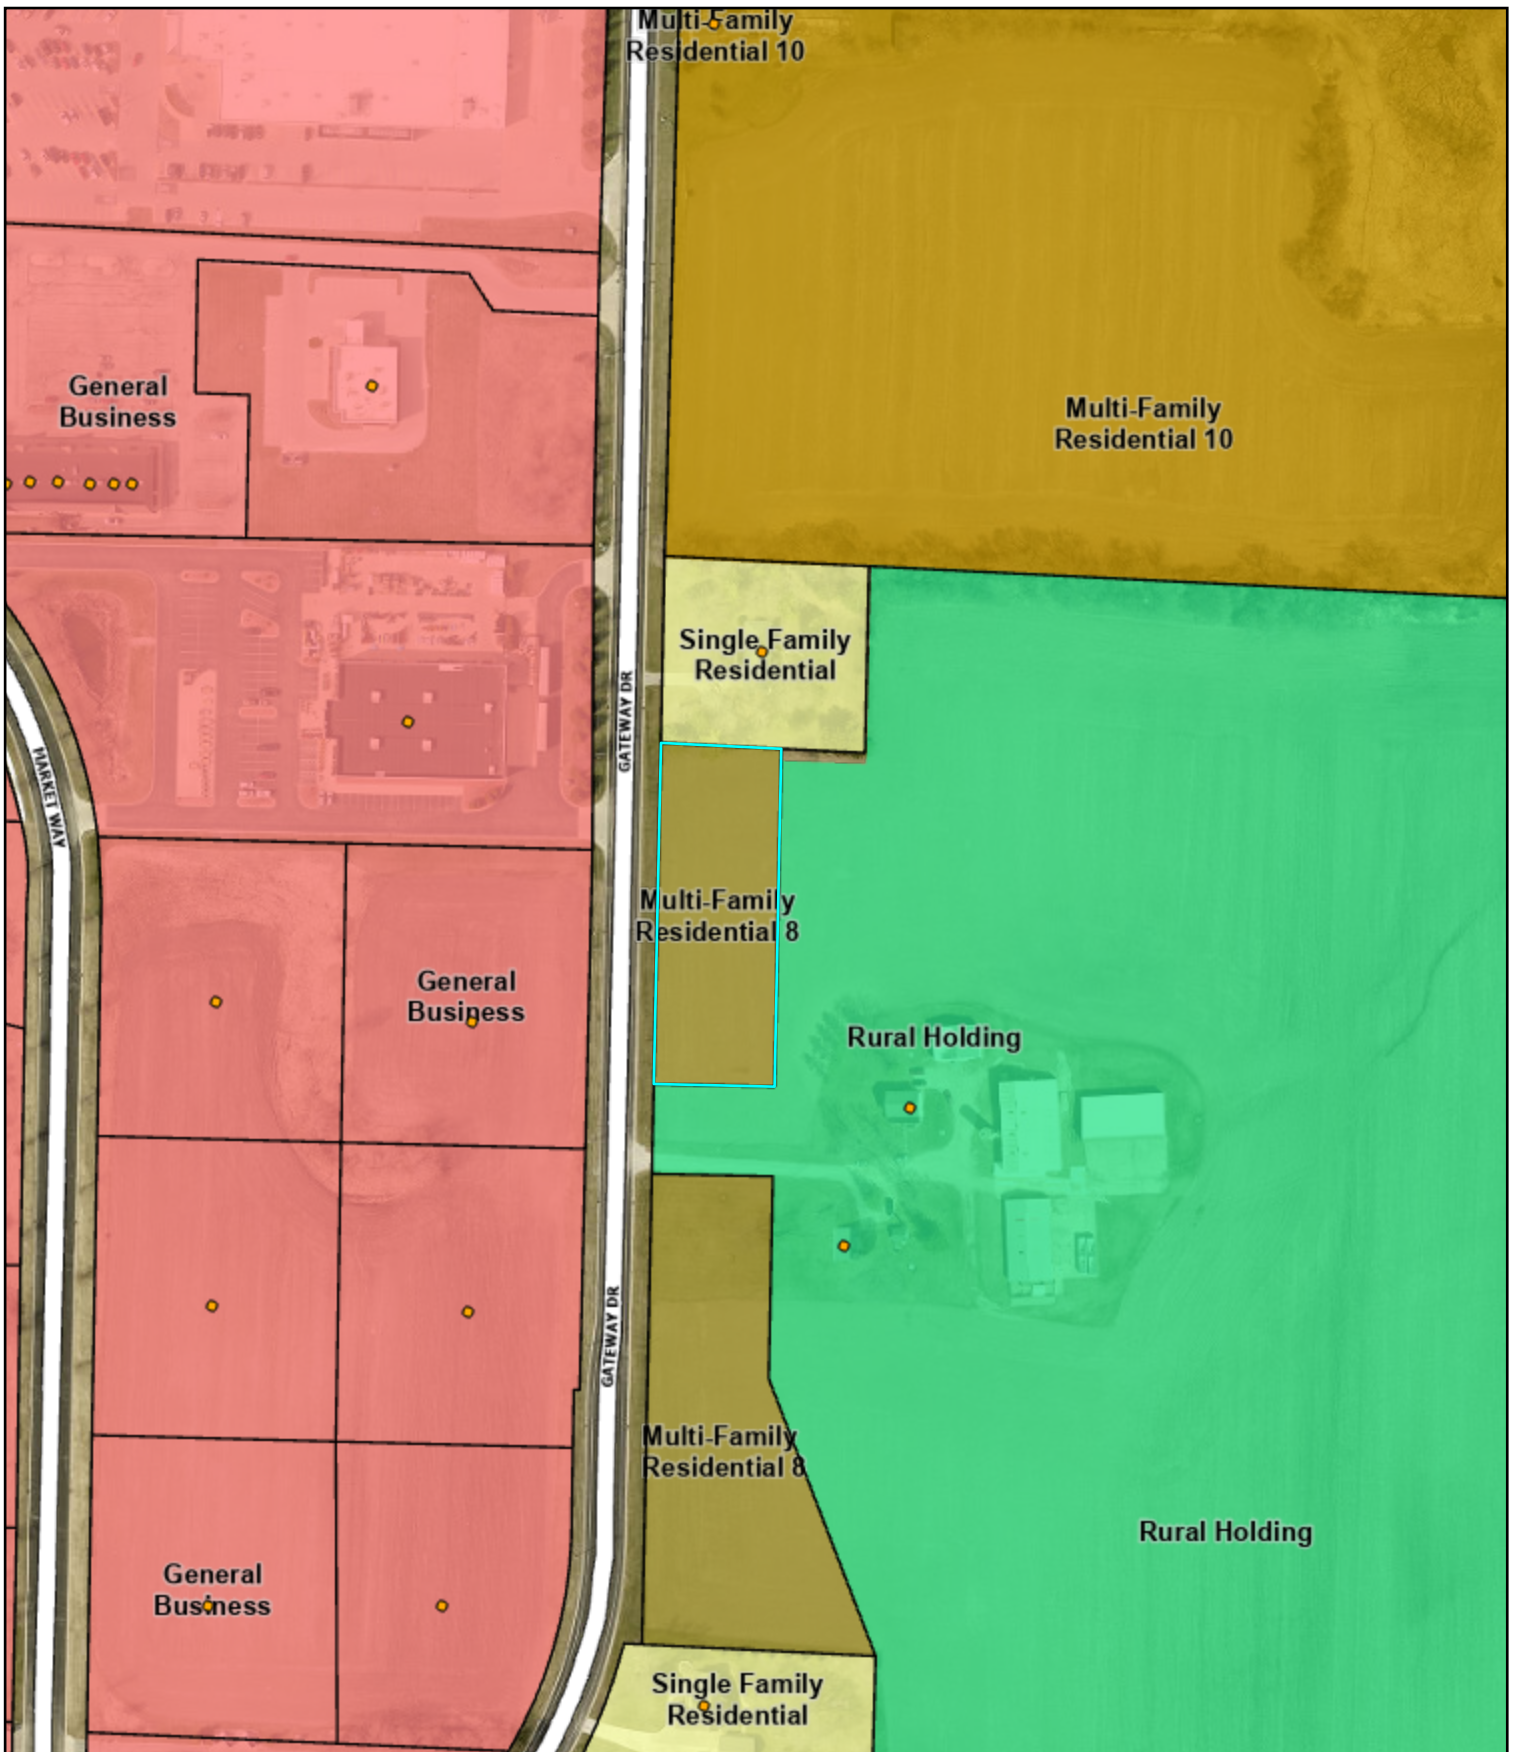 Multi-Family
Residential 10
General
Business
Multi-Family
Residential 10
Single Family
Residential
GATEWAY DR
MARKET WAY
Multi-Family
Residential 8
General
Business
Rural Holding
GATEWAY DR
Multi-Family
Residential 8
Rural Holding
General
Business
Single Family
Residential